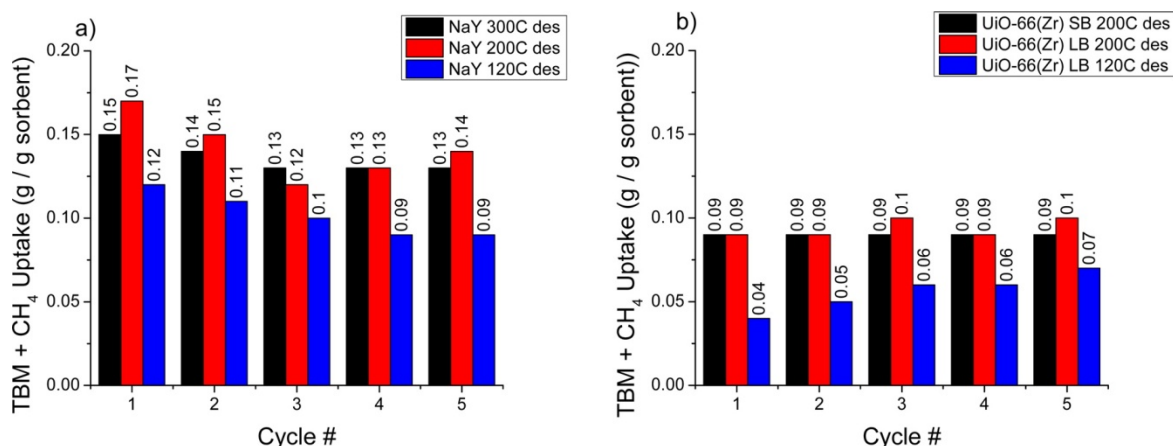 a)
NaY 300C des
NaY 200C des
NaY 120C des
TBM + CH₄ Uptake (g / g sorbent)
0.20
0.15
0.10
0.05
0.00
0.15
0.17
0.12
0.14
0.15
0.11
0.13
0.12
0.1
0.13
0.13
0.09
0.13
0.14
0.09
1 2 3 4 5
Cycle #
b)
UiO-66(Zr) SB 200C des
UiO-66(Zr) LB 200C des
UiO-66(Zr) LB 120C des
TBM + CH₄ Uptake (g / g sorbent))
0.20
0.15
0.10
0.05
0.00
0.09
0.09
0.04
0.09
0.09
0.05
0.09
0.1
0.06
0.09
0.09
0.06
0.09
0.1
0.07
1 2 3 4 5
Cycle #